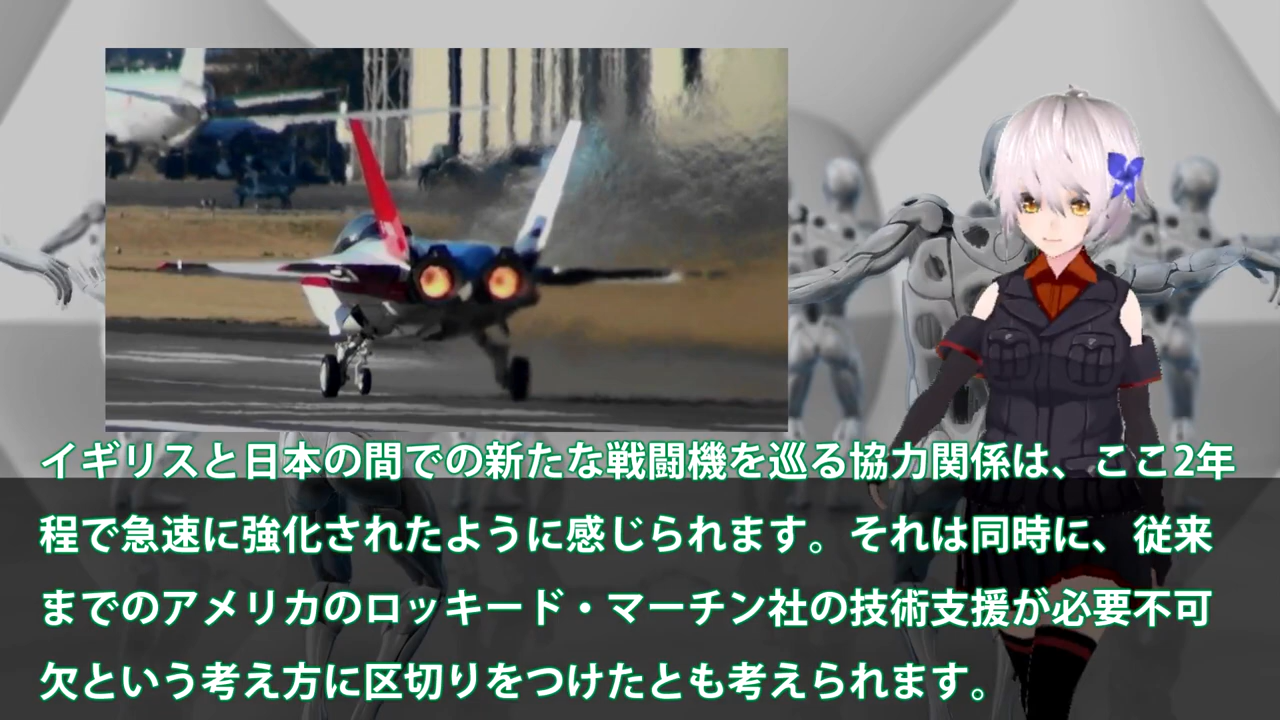 イギリスと日本の間での新たな戦闘機を巡る協力関係は、ここ2年
程で急速に強化されたように感じられます。それは同時に、従来
までのアメリカのロッキード・マーチン社の技術支援が必要不可
欠という考え方に区切りをつけたとも考えられます。